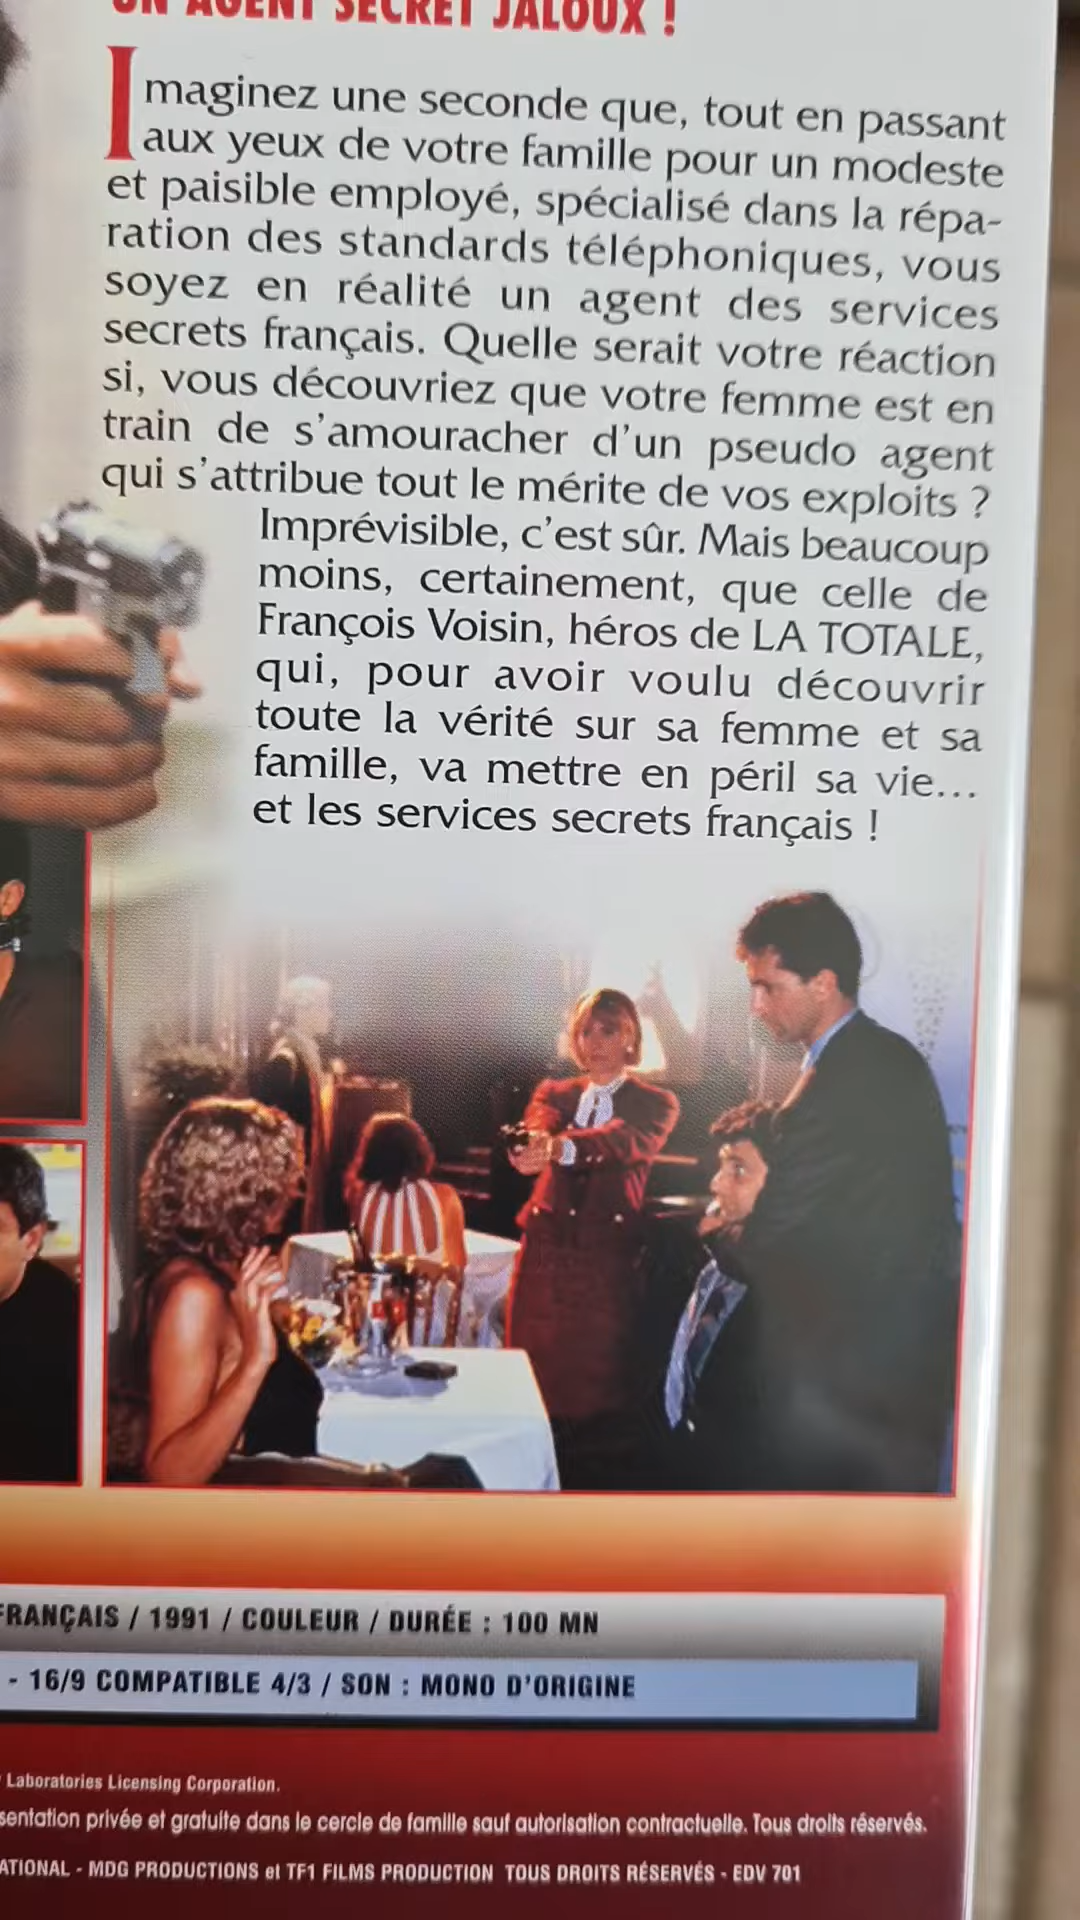 UN AGENT SECRET JALOUX !
Imaginez une seconde que, tout en passant
aux yeux de votre famille pour un modeste
et paisible employé, spécialisé dans la répa-
ration des standards téléphoniques, vous
soyez en réalité un agent des services
secrets français. Quelle serait votre réaction
si, vous découvriez que votre femme est en
train de s'amouracher d'un pseudo agent
qui s'attribue tout le mérite de vos exploits ?
Imprévisible, c'est sûr. Mais beaucoup
moins, certainement, que celle de
François Voisin, héros de LA TOTALE,
qui, pour avoir voulu découvrir
toute la vérité sur sa femme et sa
famille, va mettre en péril sa vie...
et les services secrets français !
FRANÇAIS / 1991 / COULEUR / DURÉE : 100 MN
- 16/9 COMPATIBLE 4/3 / SON : MONO D'ORIGINE
Laboratories Licensing Corporation.
sentation privée et gratuite dans le cercle de famille sauf autorisation contractuelle. Tous droits réservés.
ATIONAL - MDG PRODUCTIONS et TF1 FILMS PRODUCTION TOUS DROITS RÉSERVÉS - EDV 701